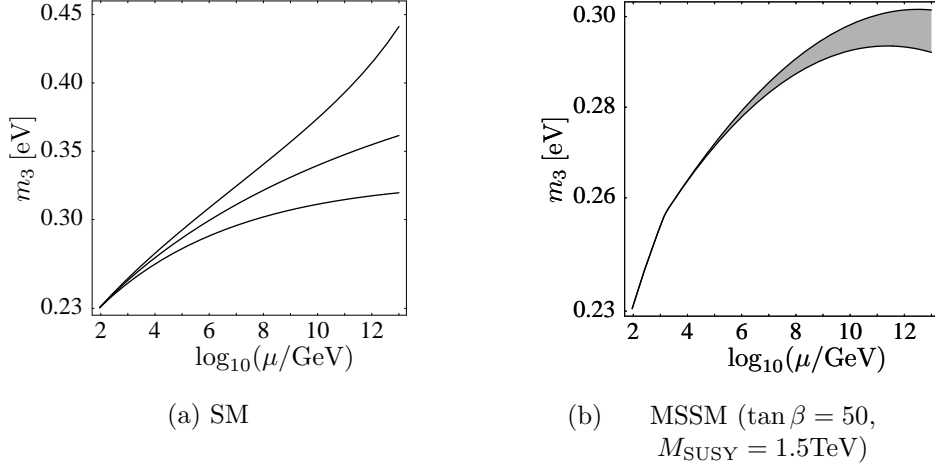 0.45
0.40
0.35
0.30
0.23
m₃ [eV]
2 4 6 8 10 12
log₁₀(μ/GeV)
(a) SM
0.30
0.28
0.26
0.23
m₃ [eV]
2 4 6 8 10 12
log₁₀(μ/GeV)
(b) MSSM (tan β = 50,
M_SUSY = 1.5TeV)